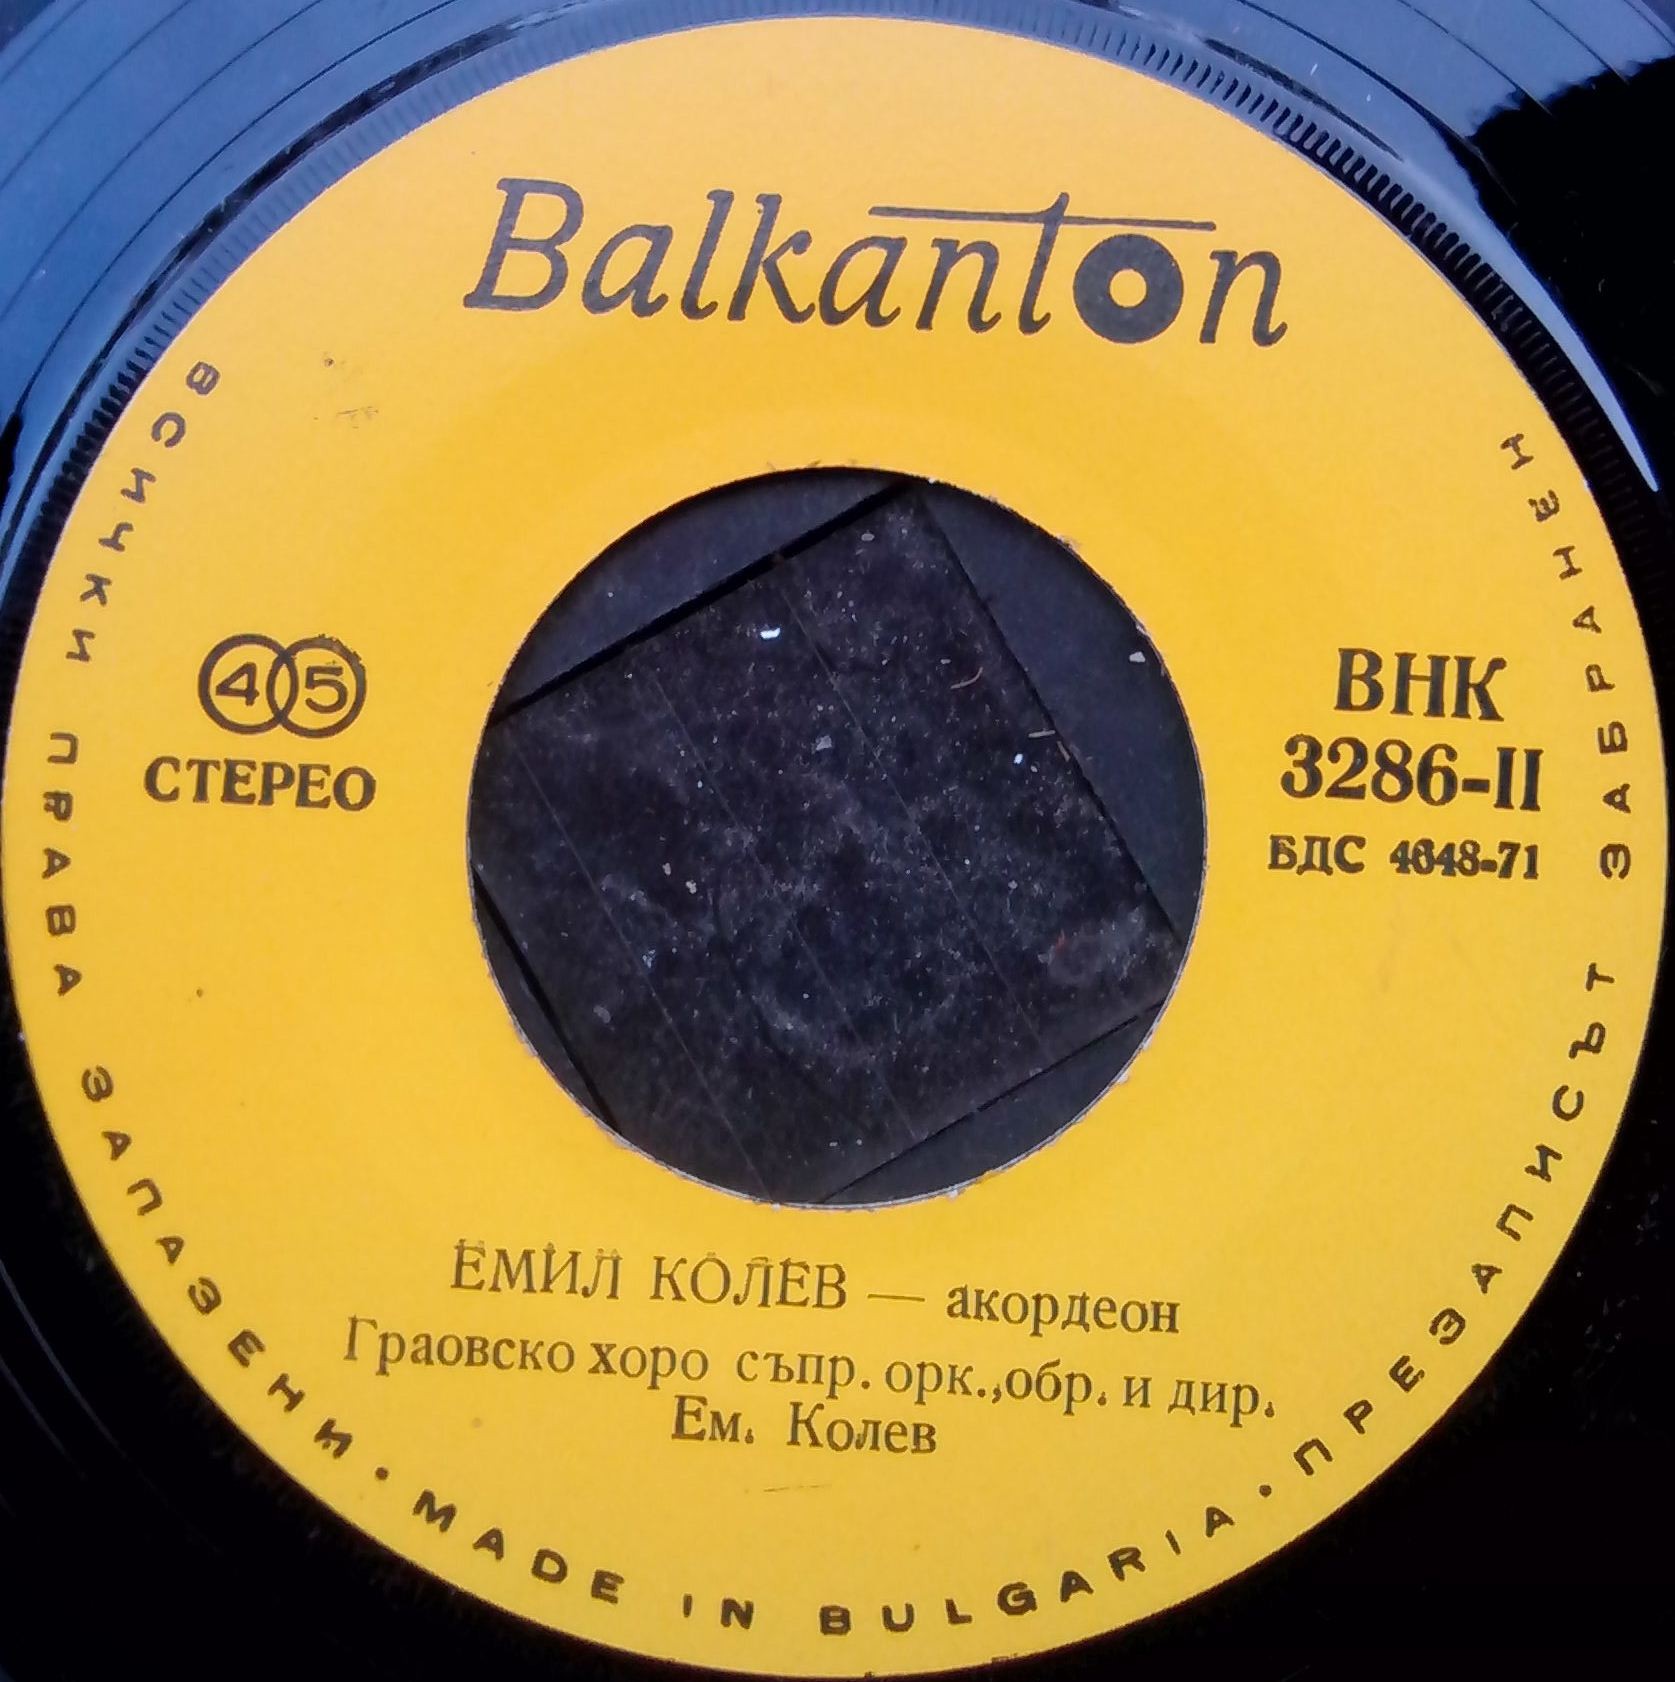 Balkanton
45
СТЕРЕО
ВНК
3286-II
БДС 4648-71
ЕМИЛ КОЛЕВ — акордеон
Граовско хоро съпр. орк.,обр. и дир.
Ем. Колев
ВСИЧКИ ПРАВА ЗАПАЗЕНИ · MADE IN BULGARIA · ПРЕЗАПИСЪТ ЗАБРАНЕН